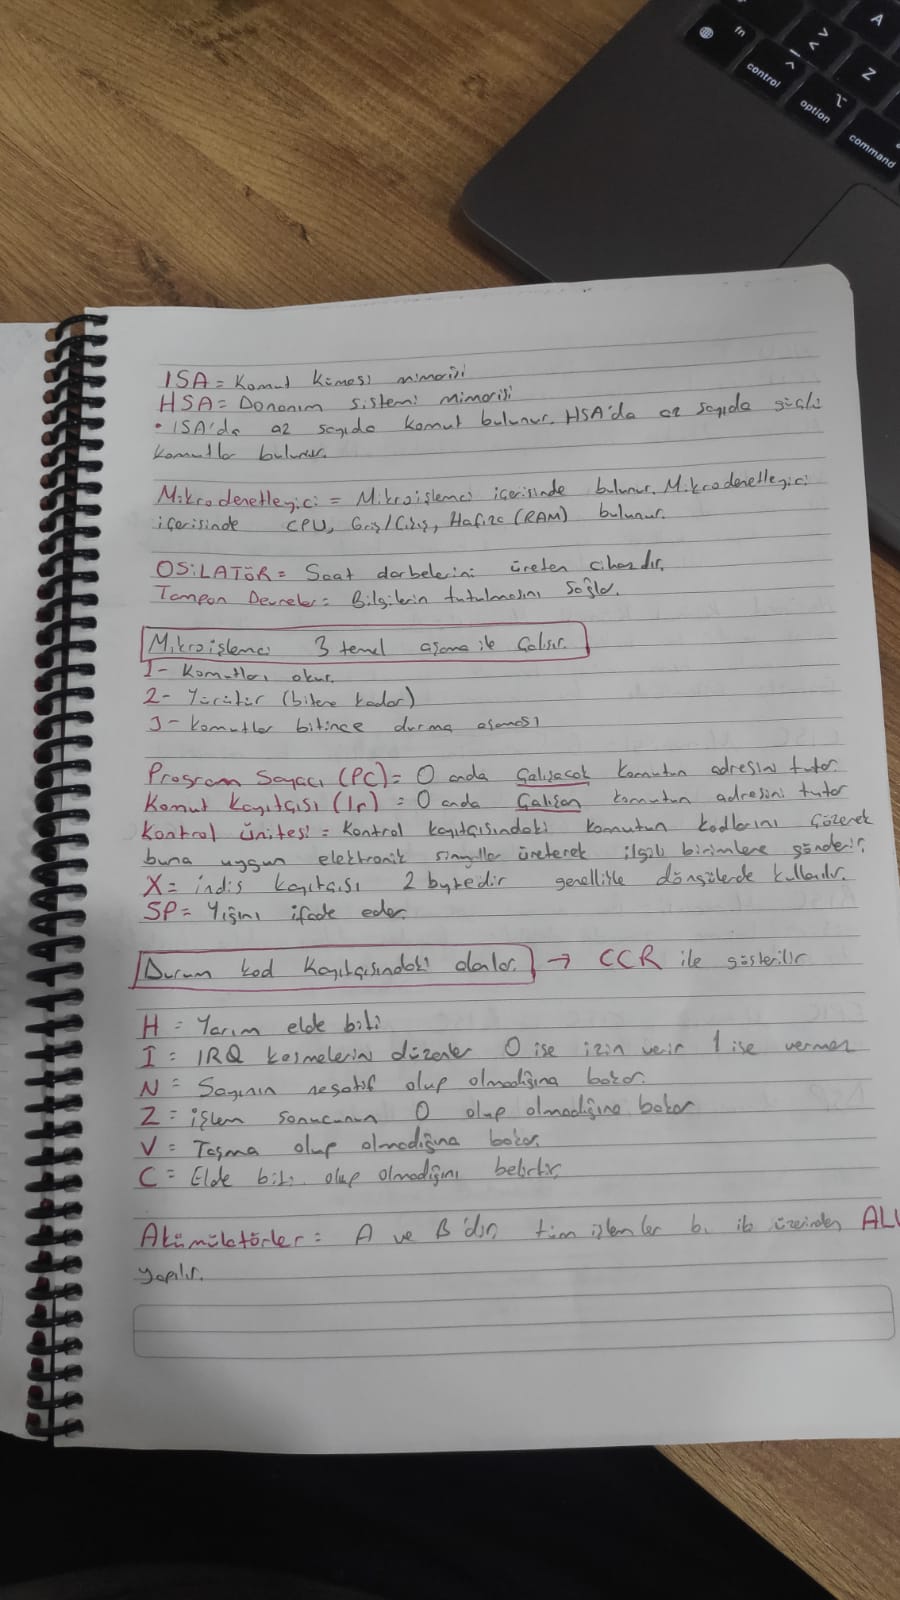 A
Z
fn
control
option
command
ISA = Komut Kümesi mimarisi
HSA = Donanım sistemi mimarisi
• ISA'da az sayıda komut bulunur. HSA'da az sayıda güçlü
komutlar bulunur.
Mikrodenetleyici = Mikroişlemci içerisinde bulunur. Mikrodenetleyici
içerisinde CPU, Giriş/Çıkış, Hafıza (RAM) bulunur.
OSİLATÖR = Saat darbelerini üreten cihazdır.
Tampon Devreler = Bilgilerin tutulmasını sağlar.
Mikroişlemci 3 temel aşama ile çalışır.
1- Komutları okur.
2- Yürütür (bitene kadar)
3- Komutlar bitince durma aşaması
Program Sayacı (PC) = O anda Çalışacak komutun adresini tutar.
Komut Kayıtçısı (Ir) = O anda Çalışan komutun adresini tutar
Kontrol ünitesi = Kontrol kayıtçısındaki komutun kodlarını Çözerek
buna uygun elektronik sinyaller üreterek ilgili birimlere gönderir.
X = indis kayıtçısı 2 bytedir genellikle döngülerde kullanılır.
SP = Yığını ifade eder.
Durum kod Kayıtçısındaki alanlar. → CCR ile gösterilir
H = Yarım elde biti
I = IRQ kesmelerini düzenler 0 ise izin verir 1 ise vermez
N = Sayının negatif olup olmadığına bakar.
Z = işlem sonucunun 0 olup olmadığına bakar
V = Taşma olup olmadığına bakar.
C = Elde biti olup olmadığını belirtir.
Akümülatörler = A ve B'dir, tüm işlemler bu iki üzerinden ALU
yapılır.